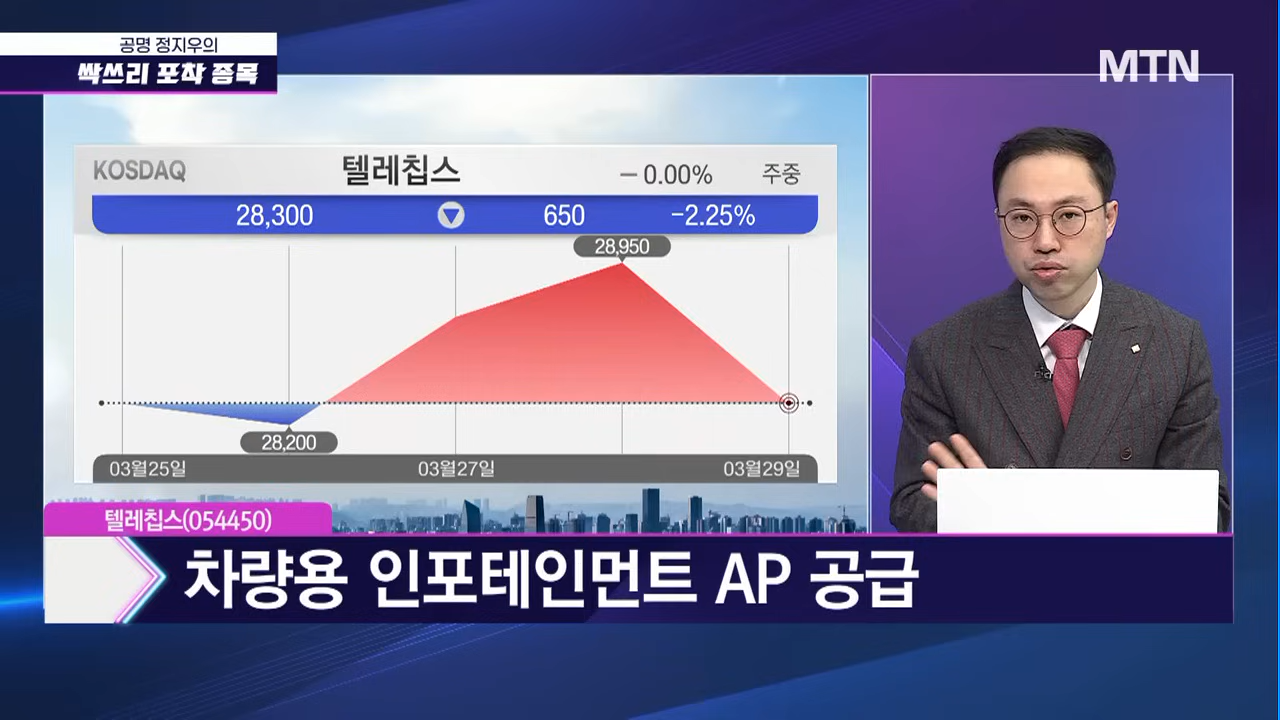 공명 정지우의
싹쓰리 포착 종목
MTN
KOSDAQ 텔레칩스 – 0.00% 주중
28,300 ▼ 650 -2.25%
28,950
28,200
03월25일 03월27일 03월29일
텔레칩스(054450)
차량용 인포테인먼트 AP 공급